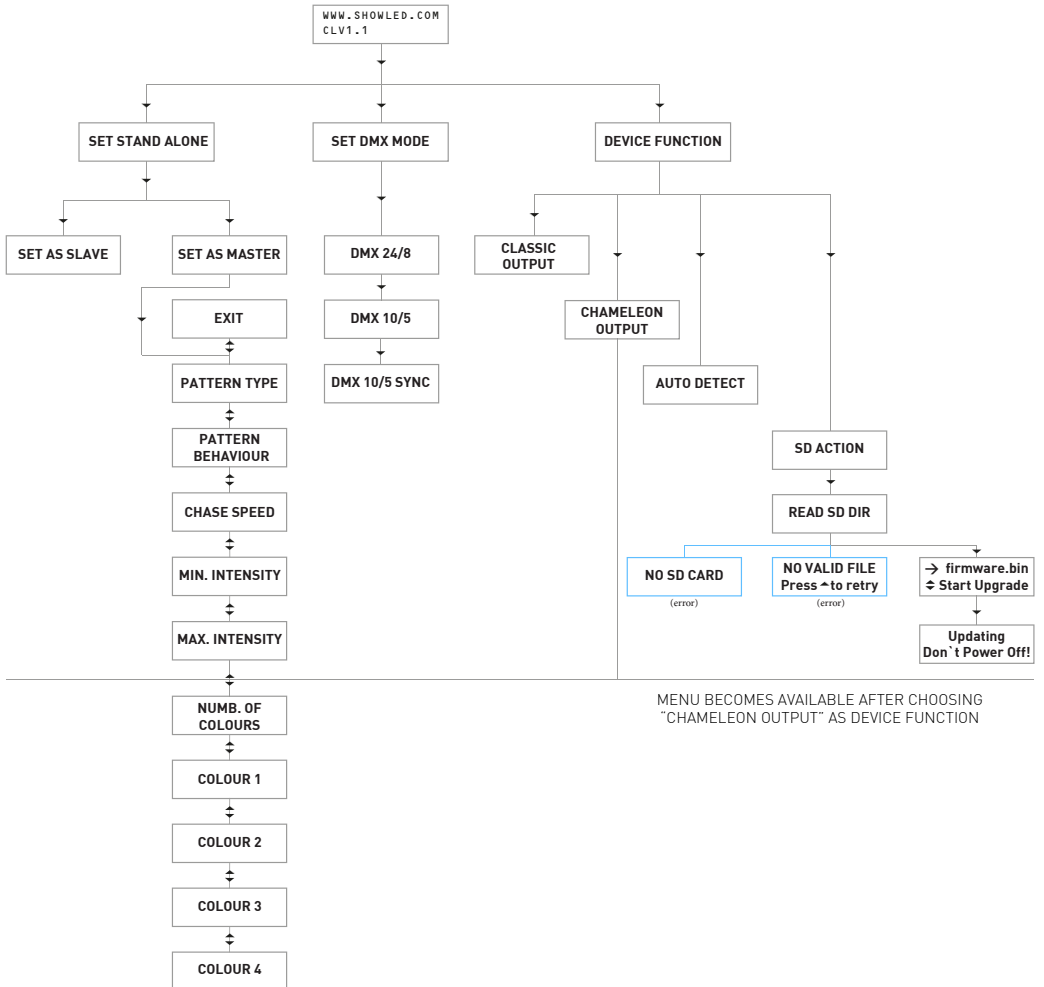 WWW.SHOWLED.COM
CLV1.1
SET STAND ALONE
SET DMX MODE
DEVICE FUNCTION
SET AS SLAVE
SET AS MASTER
DMX 24/8
CLASSIC
OUTPUT
EXIT
DMX 10/5
CHAMELEON
OUTPUT
PATTERN TYPE
DMX 10/5 SYNC
AUTO DETECT
PATTERN
BEHAVIOUR
SD ACTION
CHASE SPEED
READ SD DIR
MIN. INTENSITY
NO SD CARD
(error)
NO VALID FILE
Press to retry
(error)
→ firmware.bin
Start Upgrade
MAX. INTENSITY
Updating
Don`t Power Off!
NUMB. OF
COLOURS
MENU BECOMES AVAILABLE AFTER CHOOSING
“CHAMELEON OUTPUT” AS DEVICE FUNCTION
COLOUR 1
COLOUR 2
COLOUR 3
COLOUR 4